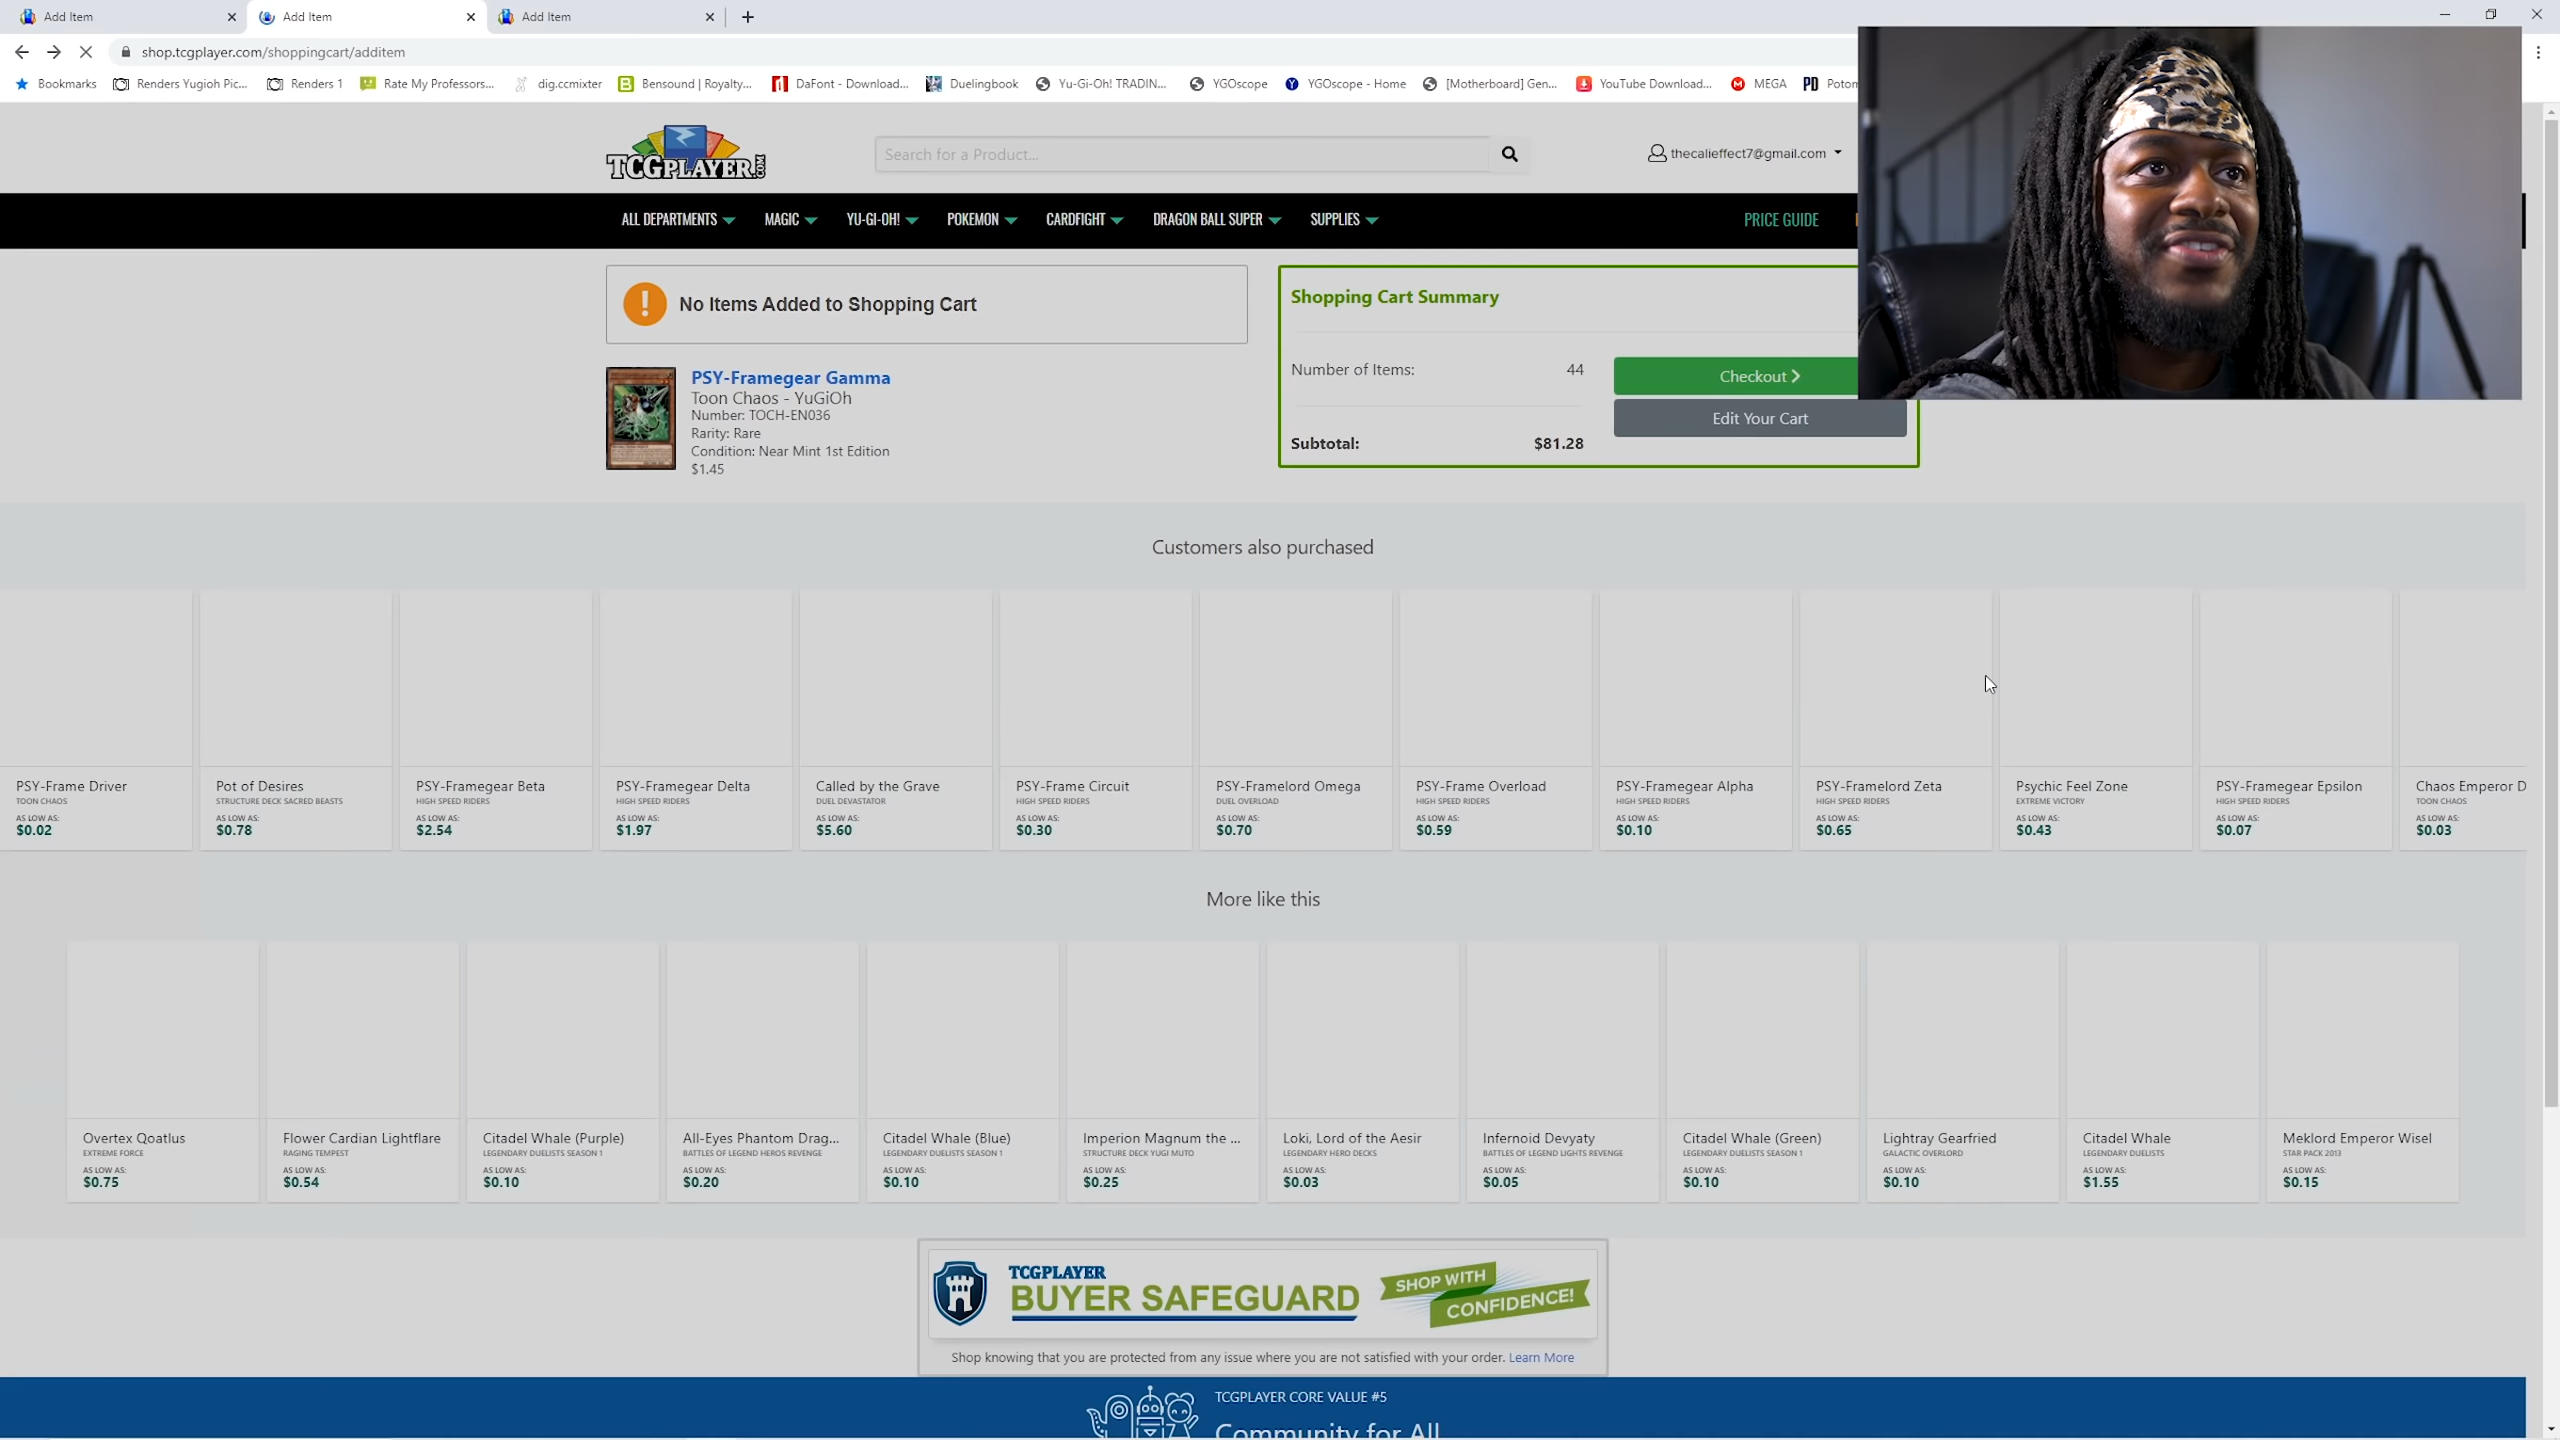 Add Item
Add Item
Add Item
shop.tcgplayer.com/shoppingcart/additem
Bookmarks
Renders Yugioh Pic...
Renders 1
Rate My Professors...
dig.ccmixter
Bensound | Royalty...
DaFont - Download...
Duelingbook
Yu-Gi-Oh! TRADIN...
YGOscope
YGOscope - Home
[Motherboard] Gen...
YouTube Download...
MEGA
Potom
TCGPLAYER.COM
Search for a Product...
thecalieffect7@gmail.com
ALL DEPARTMENTS
MAGIC
YU-GI-OH!
POKEMON
CARDFIGHT
DRAGON BALL SUPER
SUPPLIES
PRICE GUIDE
No Items Added to Shopping Cart
PSY-Framegear Gamma
Toon Chaos - YuGiOh
Number: TOCH-EN036
Rarity: Rare
Condition: Near Mint 1st Edition
$1.45
Shopping Cart Summary
Number of Items: 44
Subtotal: $81.28
Checkout
Edit Your Cart
Customers also purchased
PSY-Frame Driver
TOON CHAOS
AS LOW AS:
$0.02
Pot of Desires
STRUCTURE DECK SACRED BEASTS
AS LOW AS:
$0.78
PSY-Framegear Beta
HIGH SPEED RIDERS
AS LOW AS:
$2.54
PSY-Framegear Delta
HIGH SPEED RIDERS
AS LOW AS:
$1.97
Called by the Grave
DUEL DEVASTATOR
AS LOW AS:
$5.60
PSY-Frame Circuit
HIGH SPEED RIDERS
AS LOW AS:
$0.30
PSY-Framelord Omega
DUEL OVERLOAD
AS LOW AS:
$0.70
PSY-Frame Overload
HIGH SPEED RIDERS
AS LOW AS:
$0.59
PSY-Framegear Alpha
HIGH SPEED RIDERS
AS LOW AS:
$0.10
PSY-Framelord Zeta
HIGH SPEED RIDERS
AS LOW AS:
$0.65
Psychic Feel Zone
EXTREME VICTORY
AS LOW AS:
$0.43
PSY-Framegear Epsilon
HIGH SPEED RIDERS
AS LOW AS:
$0.07
Chaos Emperor D
TOON CHAOS
AS LOW AS:
$0.03
More like this
Overtex Qoatlus
EXTREME FORCE
AS LOW AS:
$0.75
Flower Cardian Lightflare
RAGING TEMPEST
AS LOW AS:
$0.54
Citadel Whale (Purple)
LEGENDARY DUELISTS SEASON 1
AS LOW AS:
$0.10
All-Eyes Phantom Drag...
BATTLES OF LEGEND HEROS REVENGE
AS LOW AS:
$0.20
Citadel Whale (Blue)
LEGENDARY DUELISTS SEASON 1
AS LOW AS:
$0.10
Imperion Magnum the ...
STRUCTURE DECK YUGI MUTO
AS LOW AS:
$0.25
Loki, Lord of the Aesir
LEGENDARY HERO DECKS
AS LOW AS:
$0.03
Infernoid Devyaty
BATTLES OF LEGEND LIGHTS REVENGE
AS LOW AS:
$0.05
Citadel Whale (Green)
LEGENDARY DUELISTS SEASON 1
AS LOW AS:
$0.10
Lightray Gearfried
GALACTIC OVERLORD
AS LOW AS:
$0.10
Citadel Whale
LEGENDARY DUELISTS
AS LOW AS:
$1.55
Meklord Emperor Wisel
STAR PACK 2013
AS LOW AS:
$0.15
TCGPLAYER
BUYER SAFEGUARD
SHOP WITH
CONFIDENCE!
Shop knowing that you are protected from any issue where you are not satisfied with your order. Learn More
TCGPLAYER CORE VALUE #5
Community for All